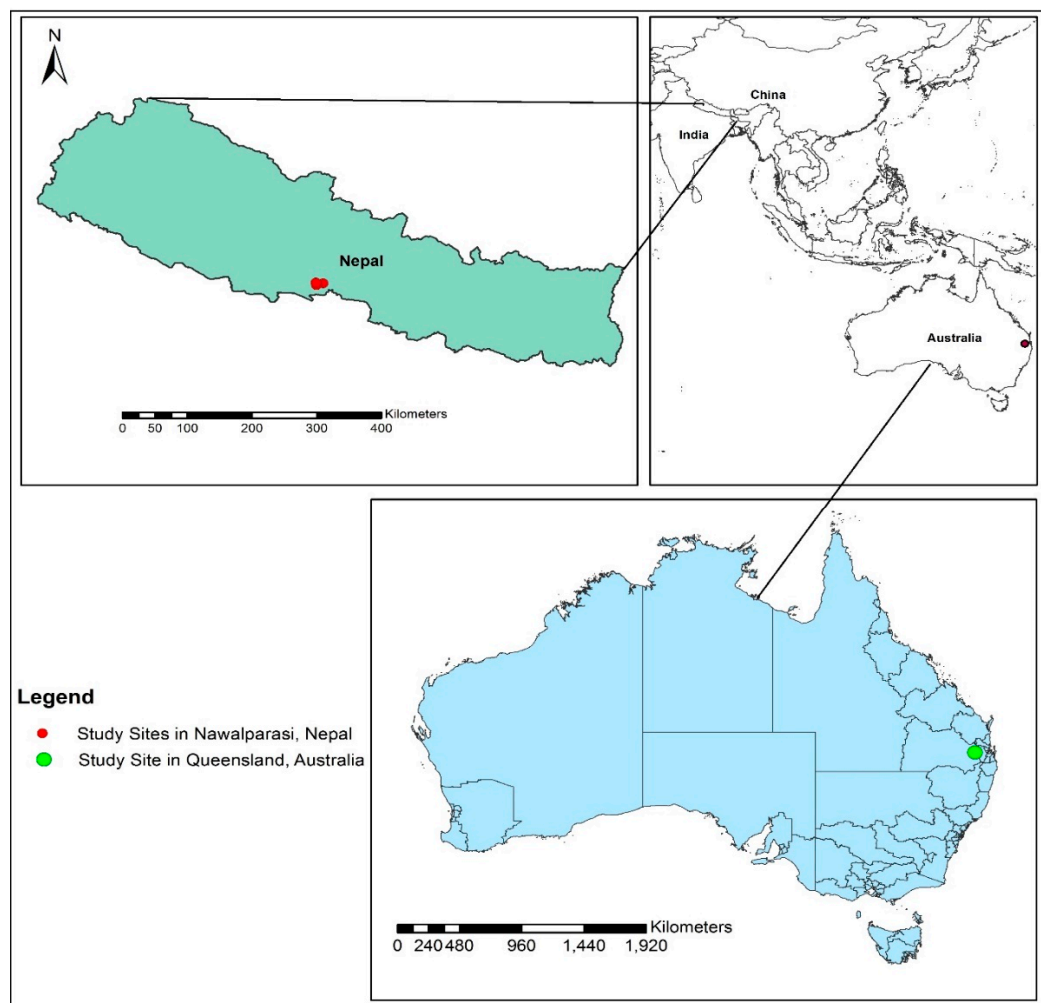 N
Nepal
Kilometers
0 50 100 200 300 400
China
India
Australia
Legend
Study Sites in Nawalparasi, Nepal
Study Site in Queensland, Australia
Kilometers
0 240 480 960 1,440 1,920